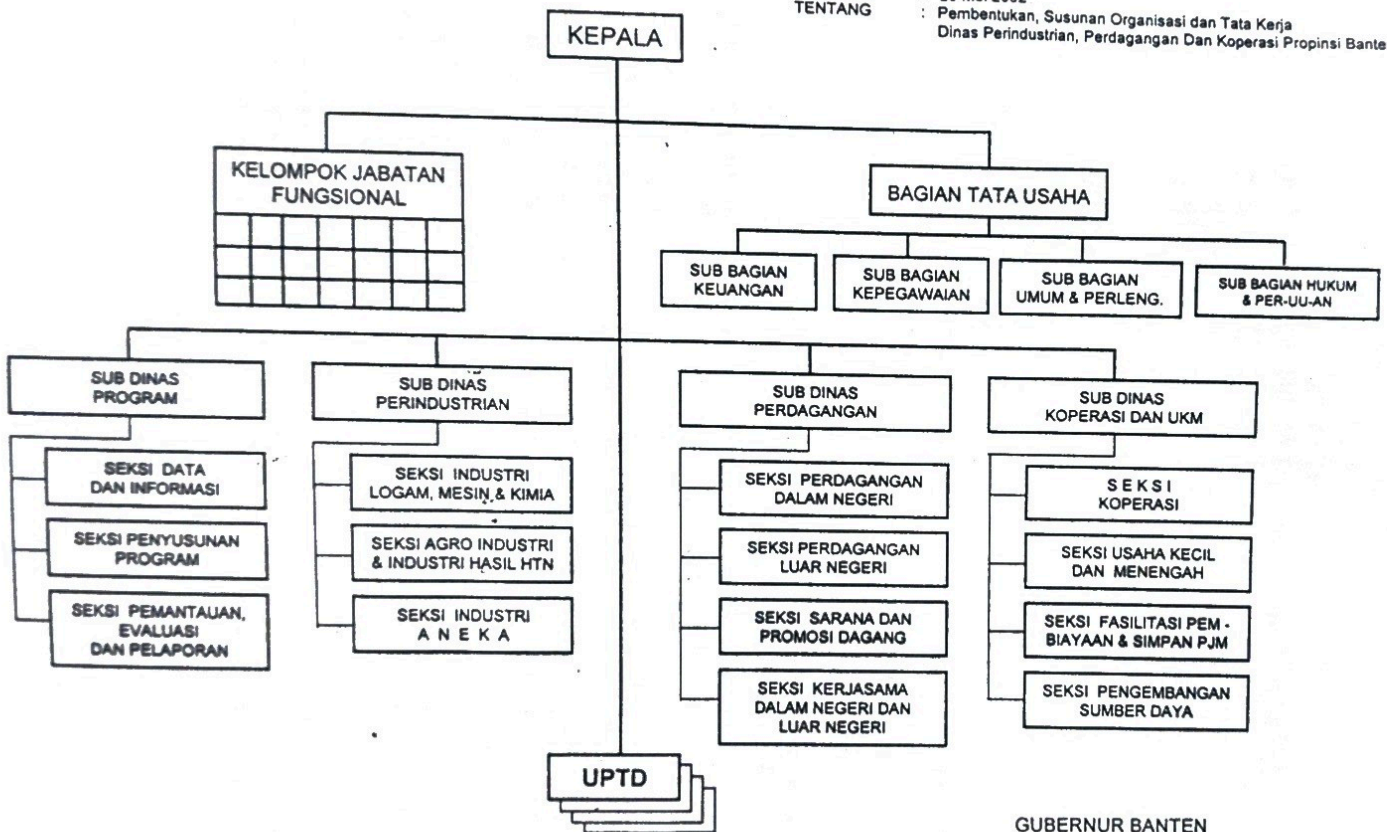 TENTANG : Pembentukan, Susunan Organisasi dan Tata Kerja
Dinas Perindustrian, Perdagangan Dan Koperasi Propinsi Bante
KEPALA
KELOMPOK JABATAN
FUNGSIONAL
BAGIAN TATA USAHA
SUB BAGIAN
KEUANGAN
SUB BAGIAN
KEPEGAWAIAN
SUB BAGIAN
UMUM & PERLENG.
SUB BAGIAN HUKUM
& PER-UU-AN
SUB DINAS
PROGRAM
SEKSI DATA
DAN INFORMASI
SEKSI PENYUSUNAN
PROGRAM
SEKSI PEMANTAUAN,
EVALUASI
DAN PELAPORAN
SUB DINAS
PERINDUSTRIAN
SEKSI INDUSTRI
LOGAM, MESIN & KIMIA
SEKSI AGRO INDUSTRI
& INDUSTRI HASIL HTN
SEKSI INDUSTRI
A N E K A
SUB DINAS
PERDAGANGAN
SEKSI PERDAGANGAN
DALAM NEGERI
SEKSI PERDAGANGAN
LUAR NEGERI
SEKSI SARANA DAN
PROMOSI DAGANG
SEKSI KERJASAMA
DALAM NEGERI DAN
LUAR NEGERI
SUB DINAS
KOPERASI DAN UKM
S E K S I
KOPERASI
SEKSI USAHA KECIL
DAN MENENGAH
SEKSI FASILITASI PEM -
BIAYAAN & SIMPAN PJM
SEKSI PENGEMBANGAN
SUMBER DAYA
UPTD
GUBERNUR BANTEN